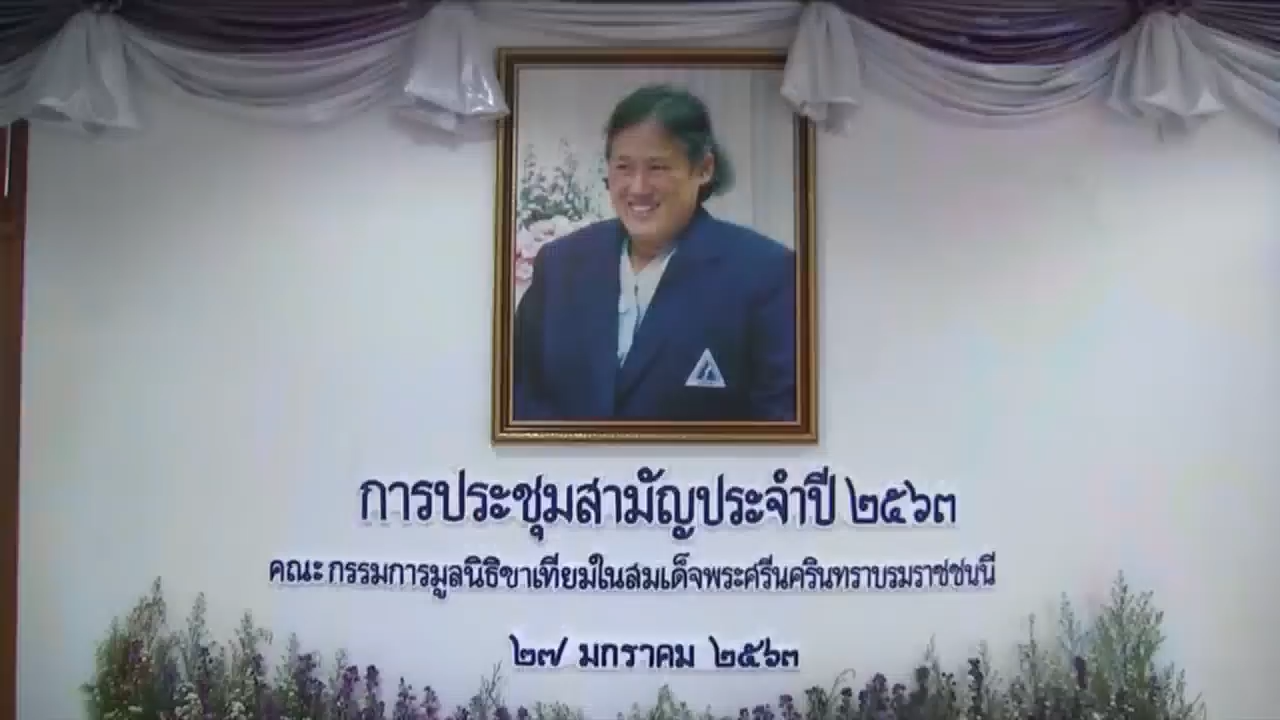 การประชุมสามัญประจำปี ๒๕๖๓
คณะกรรมการมูลนิธิขาเทียมในสมเด็จพระศรีนครินทราบรมราชชนนี
๒๗ มกราคม ๒๕๖๓